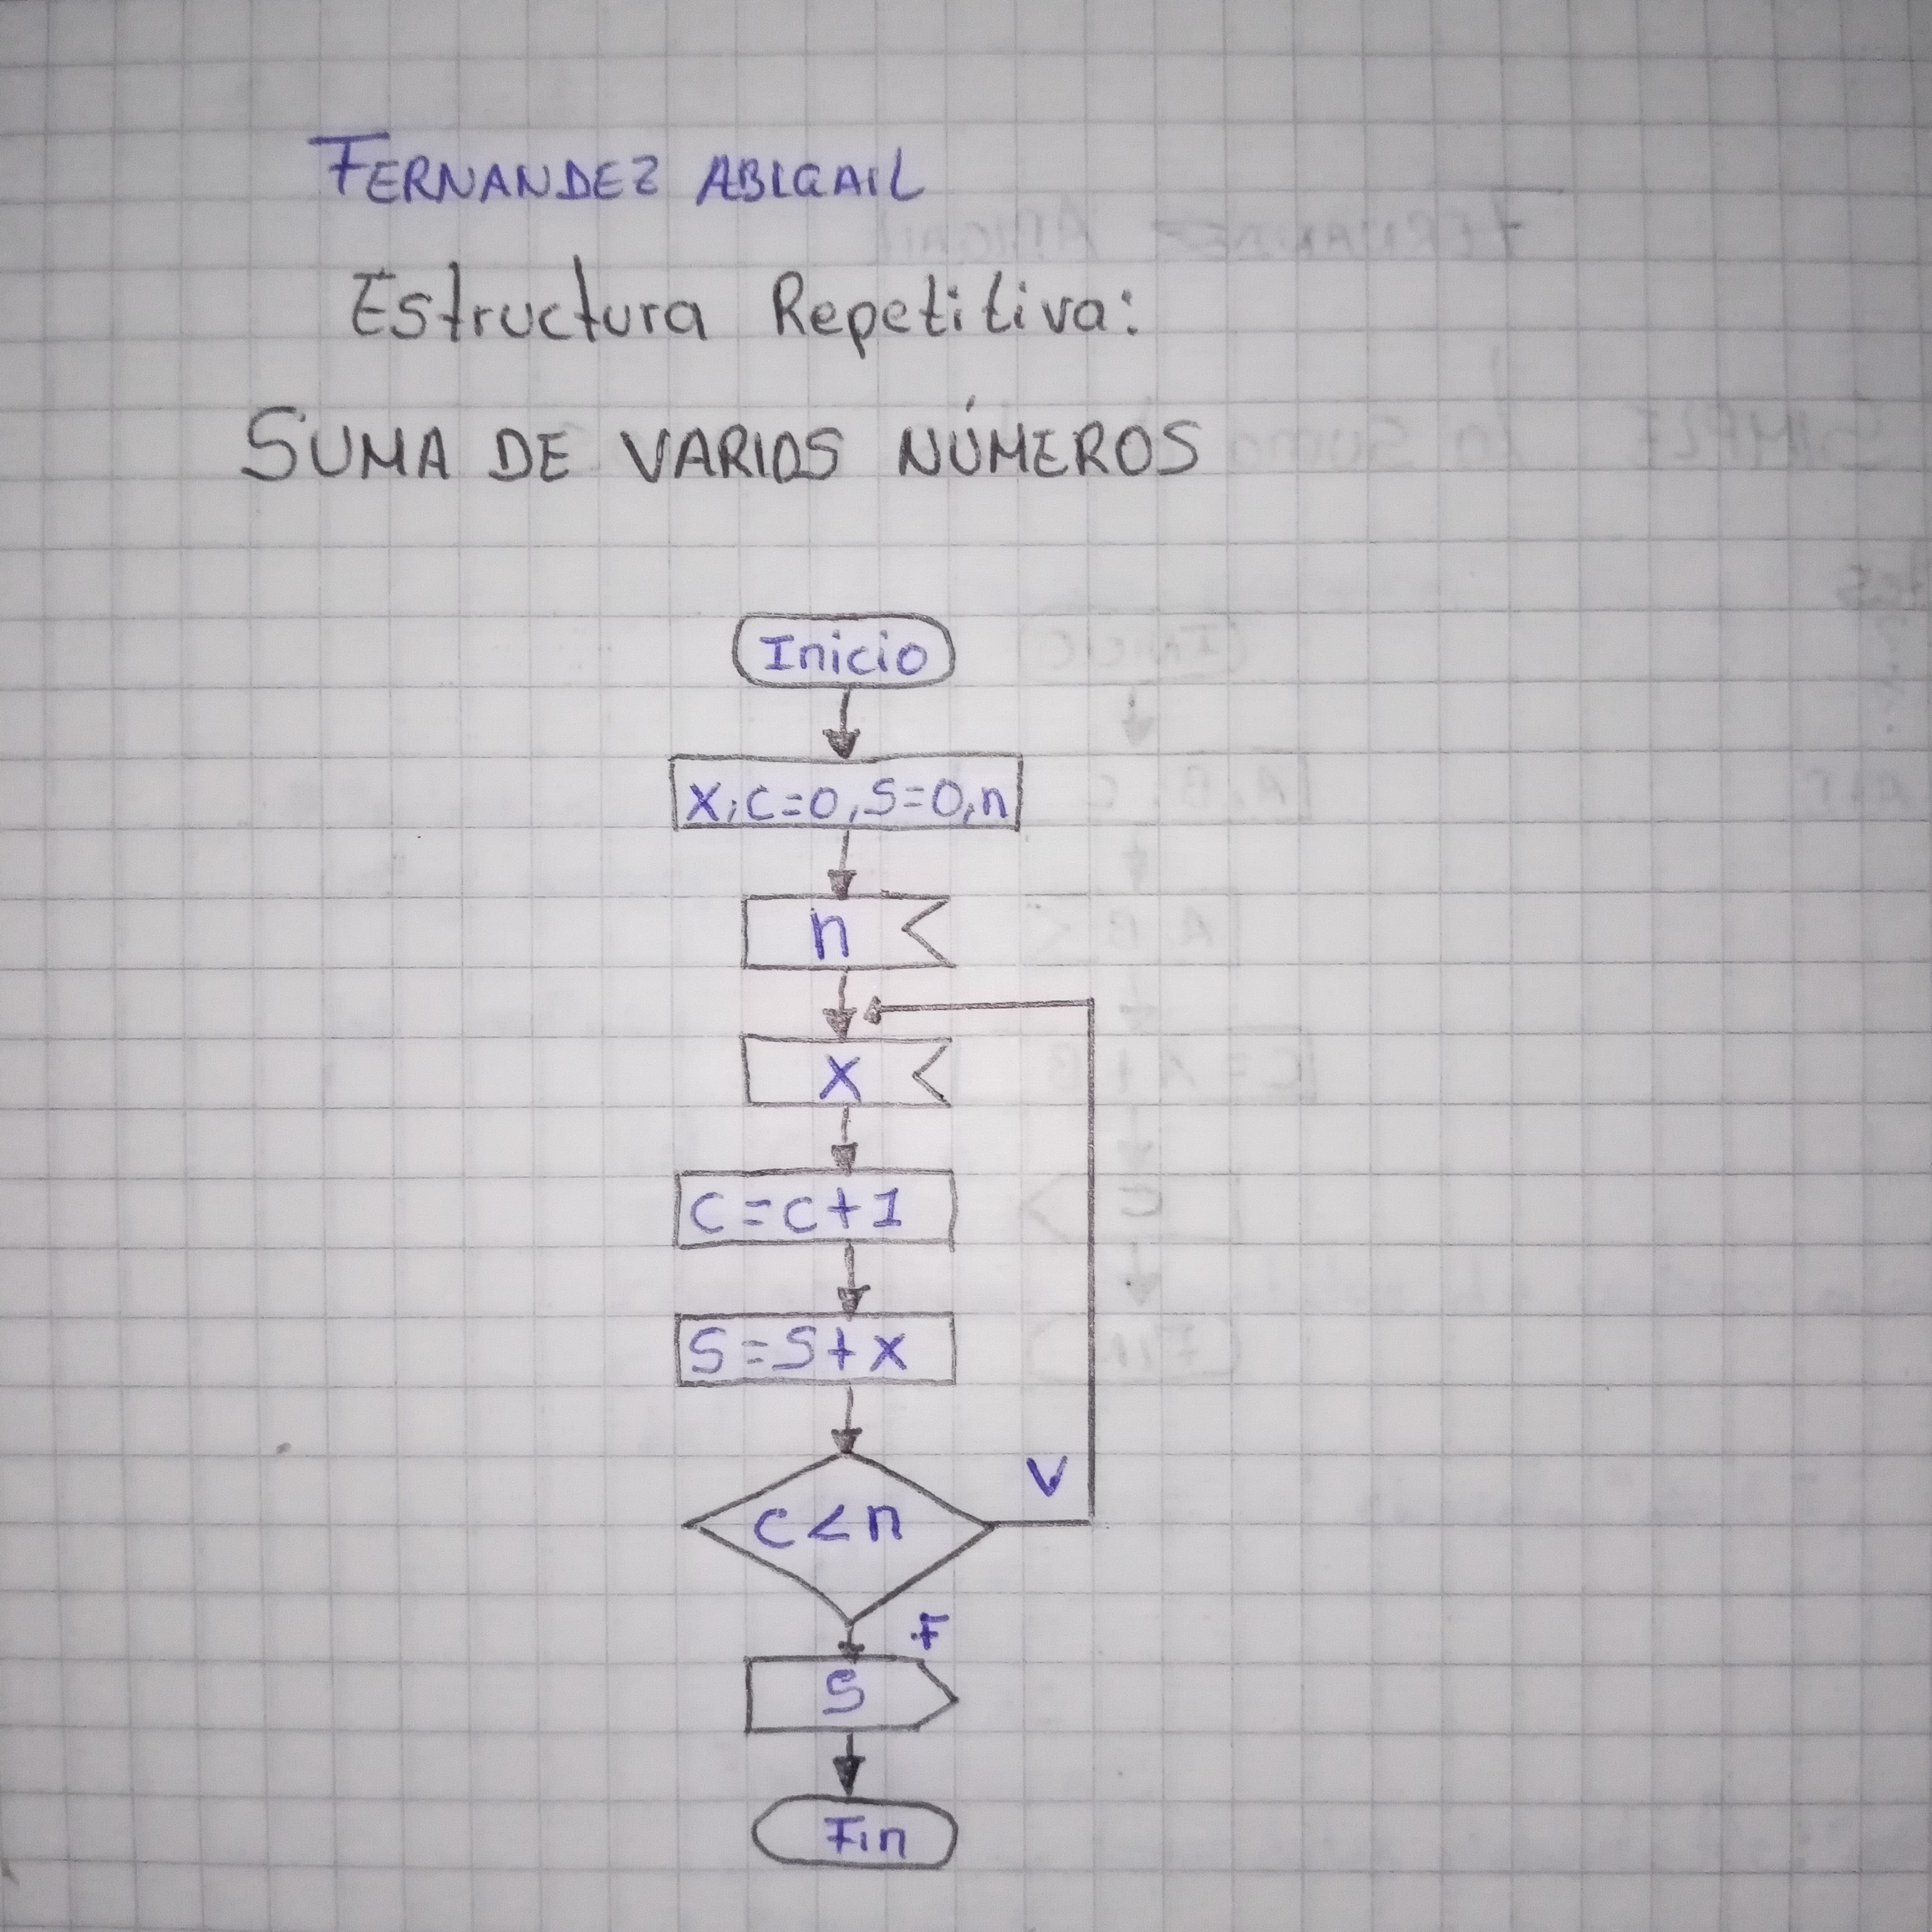 FERNANDEZ ABIGAIL
Estructura Repetitiva:
SUMA DE VARIOS NÚMEROS
Inicio
X, C=0, S=0, n
n
X
C=C+1
S=S+X
C<n
V
F
S
Fin